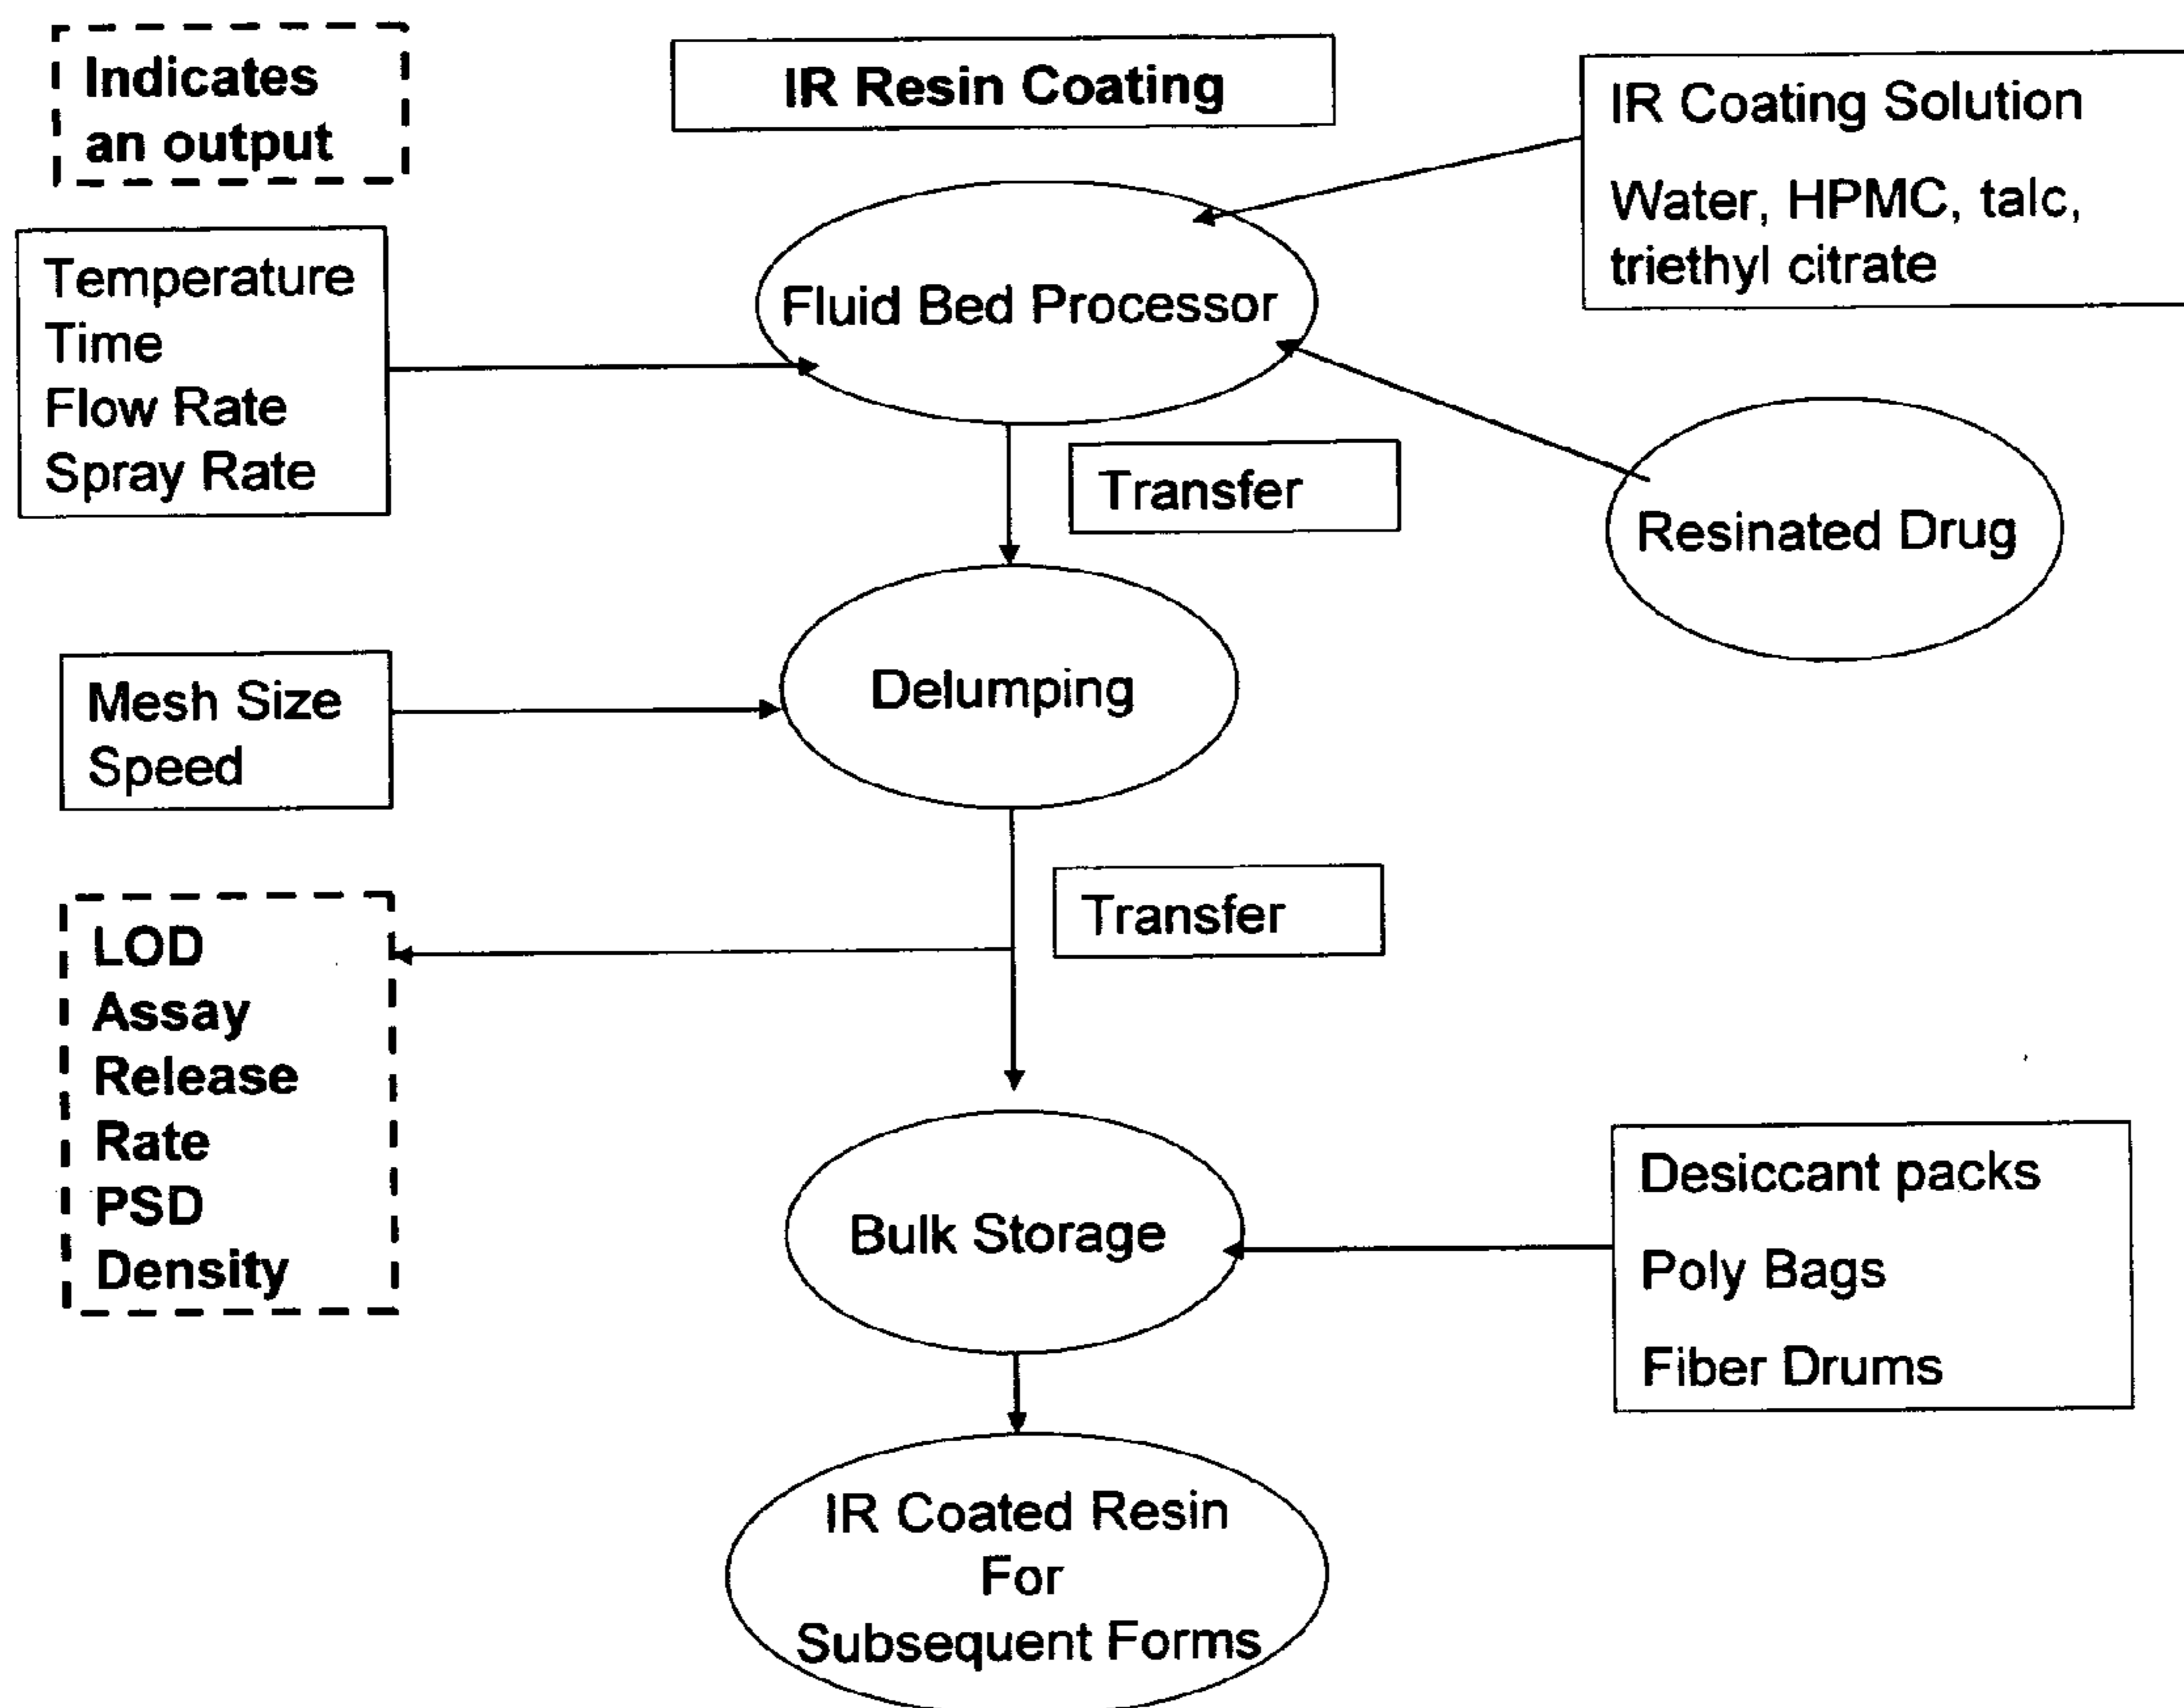 Indicates
an output
IR Resin Coating
IR Coating Solution
Water, HPMC, talc,
triethyl citrate
Temperature
Time
Flow Rate
Spray Rate
Fluid Bed Processor
Transfer
Resinated Drug
Mesh Size
Speed
Delumping
Transfer
LOD
Assay
Release
Rate
PSD
Density
Bulk Storage
Desiccant packs
Poly Bags
Fiber Drums
IR Coated Resin
For
Subsequent Forms